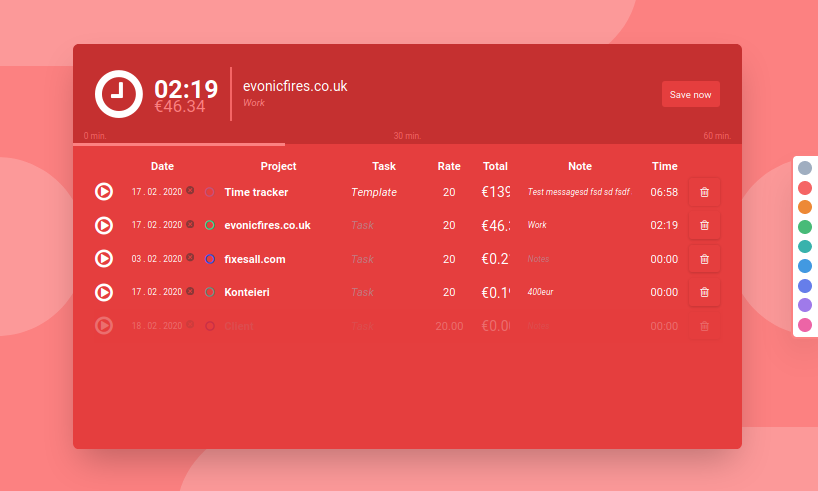 02:19
€46.34
evonicfires.co.uk
Work
Save now
0 min. 30 min. 60 min.
Date Project Task Rate Total Note Time
17 . 02 . 2020 Time tracker Template 20 €139 Test messagesd fsd sd fsdf 06:58
17 . 02 . 2020 evonicfires.co.uk Task 20 €46. Work 02:19
03 . 02 . 2020 fixesall.com Task 20 €0.2 Notes 00:00
17 . 02 . 2020 Konteieri Task 20 €0.1 400eur 00:00
18 . 02 . 2020 Client Task 20.00 €0.0 Notes 00:00